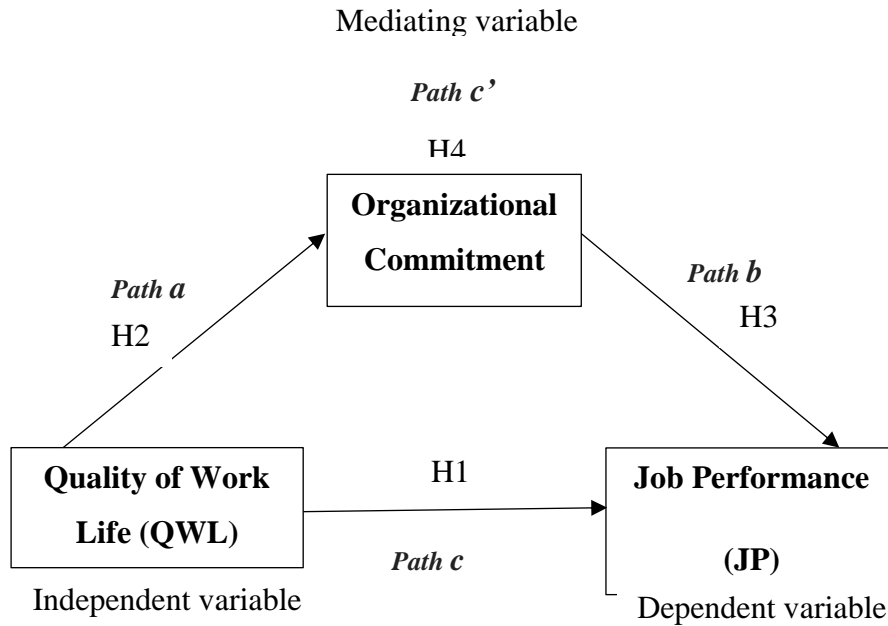 Mediating variable
Path c’
H4
Organizational
Commitment
Path a
H2
Path b
H3
Quality of Work
Life (QWL)
H1
Path c
Job Performance
(JP)
Independent variable
Dependent variable